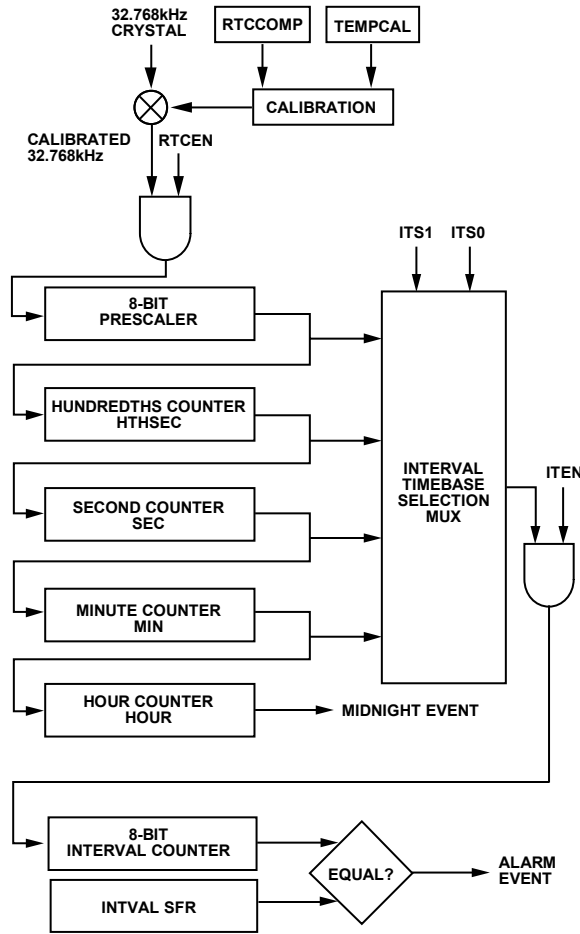 32.768kHz
CRYSTAL
RTCCOMP
TEMPCAL
CALIBRATION
CALIBRATED
32.768kHz
RTCEN
ITS1
ITS0
8-BIT
PRESCALER
HUNDREDTHS COUNTER
HTHSEC
INTERVAL
TIMEBASE
SELECTION
MUX
ITEN
SECOND COUNTER
SEC
MINUTE COUNTER
MIN
HOUR COUNTER
HOUR
MIDNIGHT EVENT
8-BIT
INTERVAL COUNTER
EQUAL?
ALARM
EVENT
INTVAL SFR